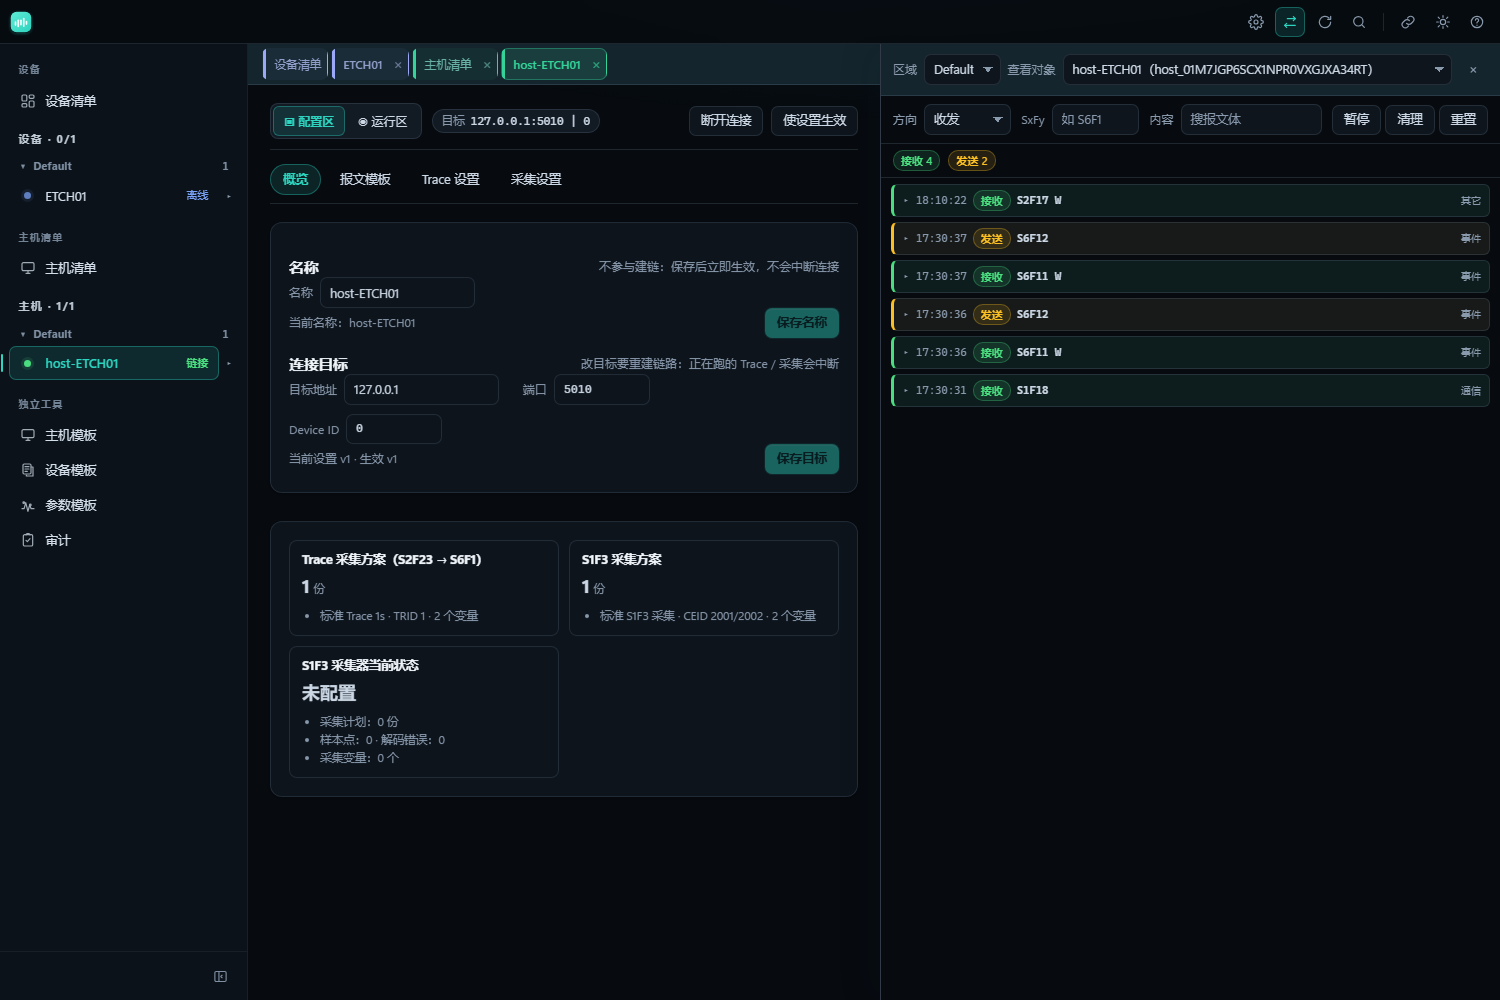 设备
设备清单
设备 · 0/1
Default 1
ETCH01 离线
主机清单
主机清单
主机 · 1/1
Default 1
host-ETCH01 链接
独立工具
主机模板
设备模板
参数模板
审计
设备清单 ETCH01 × 主机清单 × host-ETCH01 ×
配置区 运行区 目标 127.0.0.1:5010 | 0 断开连接 使设置生效
概览 报文模板 Trace 设置 采集设置
名称 不参与建链：保存后立即生效，不会中断连接
名称 host-ETCH01
当前名称：host-ETCH01 保存名称
连接目标 改目标要重建链路：正在跑的 Trace / 采集会中断
目标地址 127.0.0.1 端口 5010
Device ID 0
当前设置 v1 · 生效 v1 保存目标
Trace 采集方案（S2F23 → S6F1）
1 份
• 标准 Trace 1s · TRID 1 · 2 个变量
S1F3 采集方案
1 份
• 标准 S1F3 采集 · CEID 2001/2002 · 2 个变量
S1F3 采集器当前状态
未配置
• 采集计划：0 份
• 样本点：0 · 解码错误：0
• 采集变量：0 个
区域 Default 查看对象 host-ETCH01（host_01M7JGP6SCX1NPR0VXGJXA34RT） ×
方向 收发 SxFy 如 S6F1 内容 搜报文体 暂停 清理 重置
接收 4 发送 2
18:10:22 接收 S2F17 W 其它
17:30:37 发送 S6F12 事件
17:30:37 接收 S6F11 W 事件
17:30:36 发送 S6F12 事件
17:30:36 接收 S6F11 W 事件
17:30:31 接收 S1F18 通信